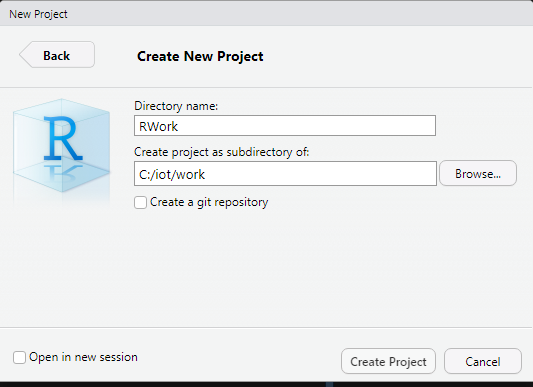 New Project
Back
Create New Project
R
Directory name:
RWork
Create project as subdirectory of:
C:/iot/work
Browse...
Create a git repository
Open in new session
Create Project
Cancel